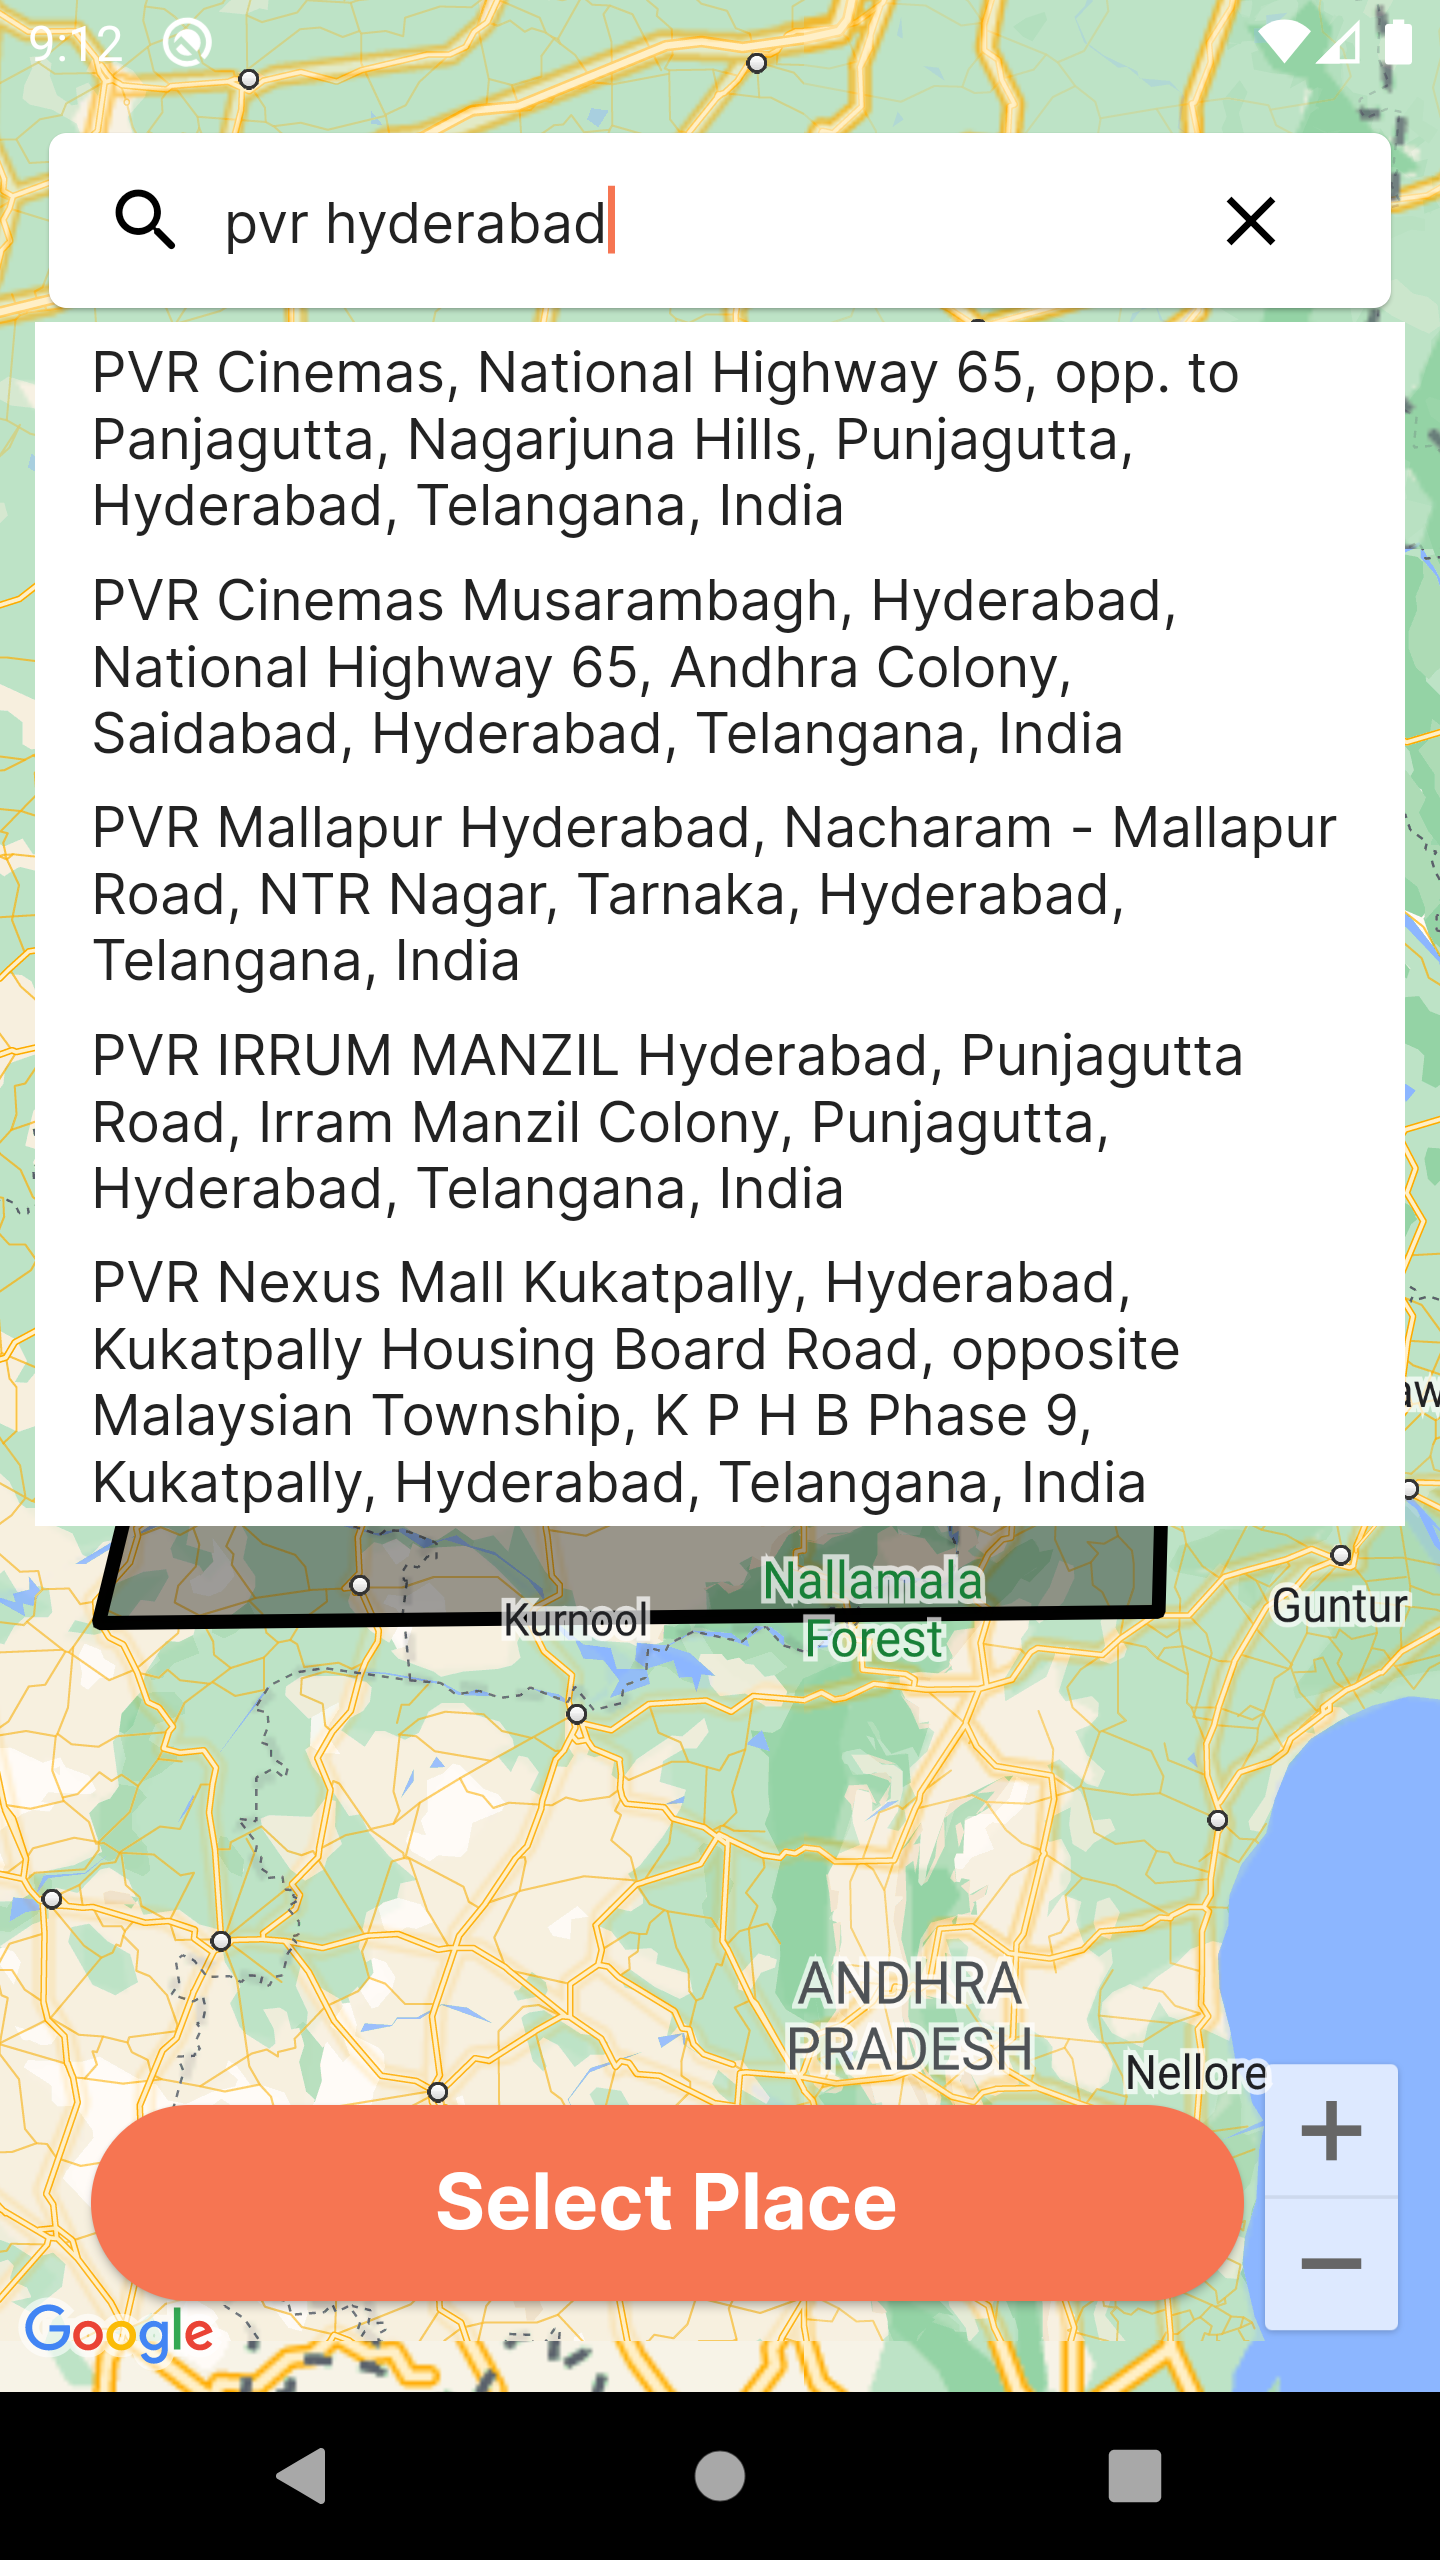 9:12
pvr hyderabad
PVR Cinemas, National Highway 65, opp. to
Panjagutta, Nagarjuna Hills, Punjagutta,
Hyderabad, Telangana, India
PVR Cinemas Musarambagh, Hyderabad,
National Highway 65, Andhra Colony,
Saidabad, Hyderabad, Telangana, India
PVR Mallapur Hyderabad, Nacharam - Mallapur
Road, NTR Nagar, Tarnaka, Hyderabad,
Telangana, India
PVR IRRUM MANZIL Hyderabad, Punjagutta
Road, Irram Manzil Colony, Punjagutta,
Hyderabad, Telangana, India
PVR Nexus Mall Kukatpally, Hyderabad,
Kukatpally Housing Board Road, opposite
Malaysian Township, K P H B Phase 9,
Kukatpally, Hyderabad, Telangana, India
Nallamala
Forest
Kurnool
Guntur
ANDHRA
PRADESH
Nellore
Select Place
Google